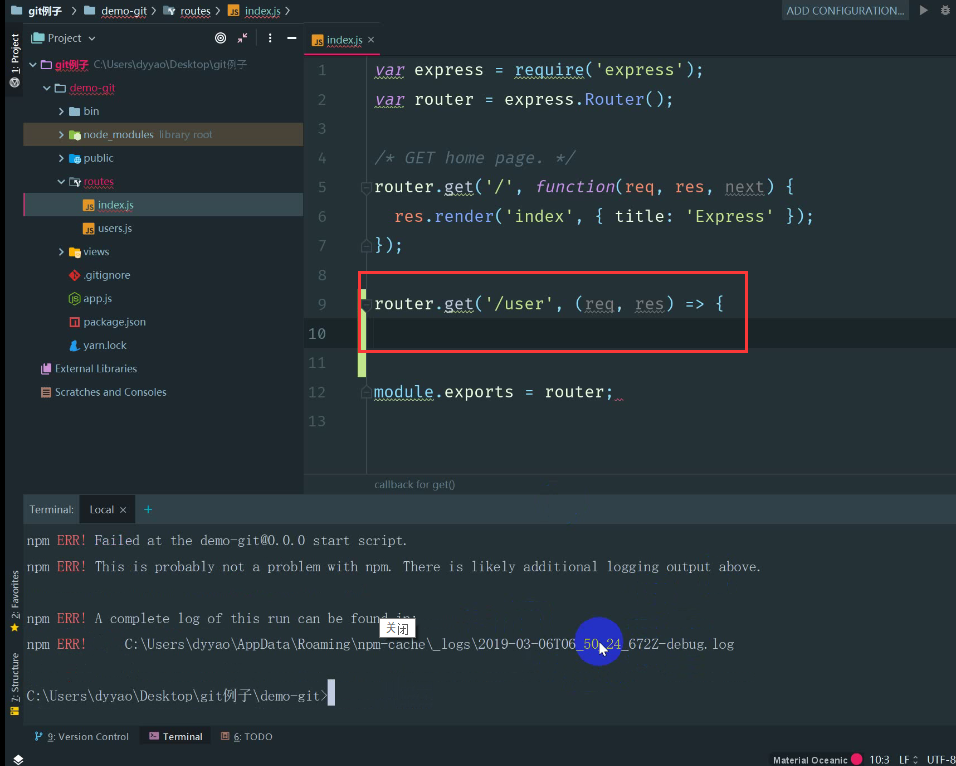 git例子 demo-git routes index.js ADD CONFIGURATION...
1: Project
Project
index.js
git例子 C:\Users\dyyao\Desktop\git例子
demo-git
bin
node_modules library root
public
routes
index.js
users.js
views
.gitignore
app.js
package.json
yarn.lock
External Libraries
Scratches and Consoles
1 var express = require('express');
2 var router = express.Router();
3
4 /* GET home page. */
5 router.get('/', function(req, res, next) {
6 res.render('index', { title: 'Express' });
7 });
8
9 router.get('/user', (req, res) => {
10
11
12 module.exports = router;
13
callback for get()
Terminal: Local +
npm ERR! Failed at the demo-git@0.0.0 start script.
npm ERR! This is probably not a problem with npm. There is likely additional logging output above.
npm ERR! A complete log of this run can be found in:
关闭
npm ERR! C:\Users\dyyao\AppData\Roaming\npm-cache\_logs\2019-03-06T06_50_24_672Z-debug.log
C:\Users\dyyao\Desktop\git例子\demo-git>
2: Favorites
7: Structure
9: Version Control Terminal 6: TODO
Material Oceanic 10:3 LF UTF-8